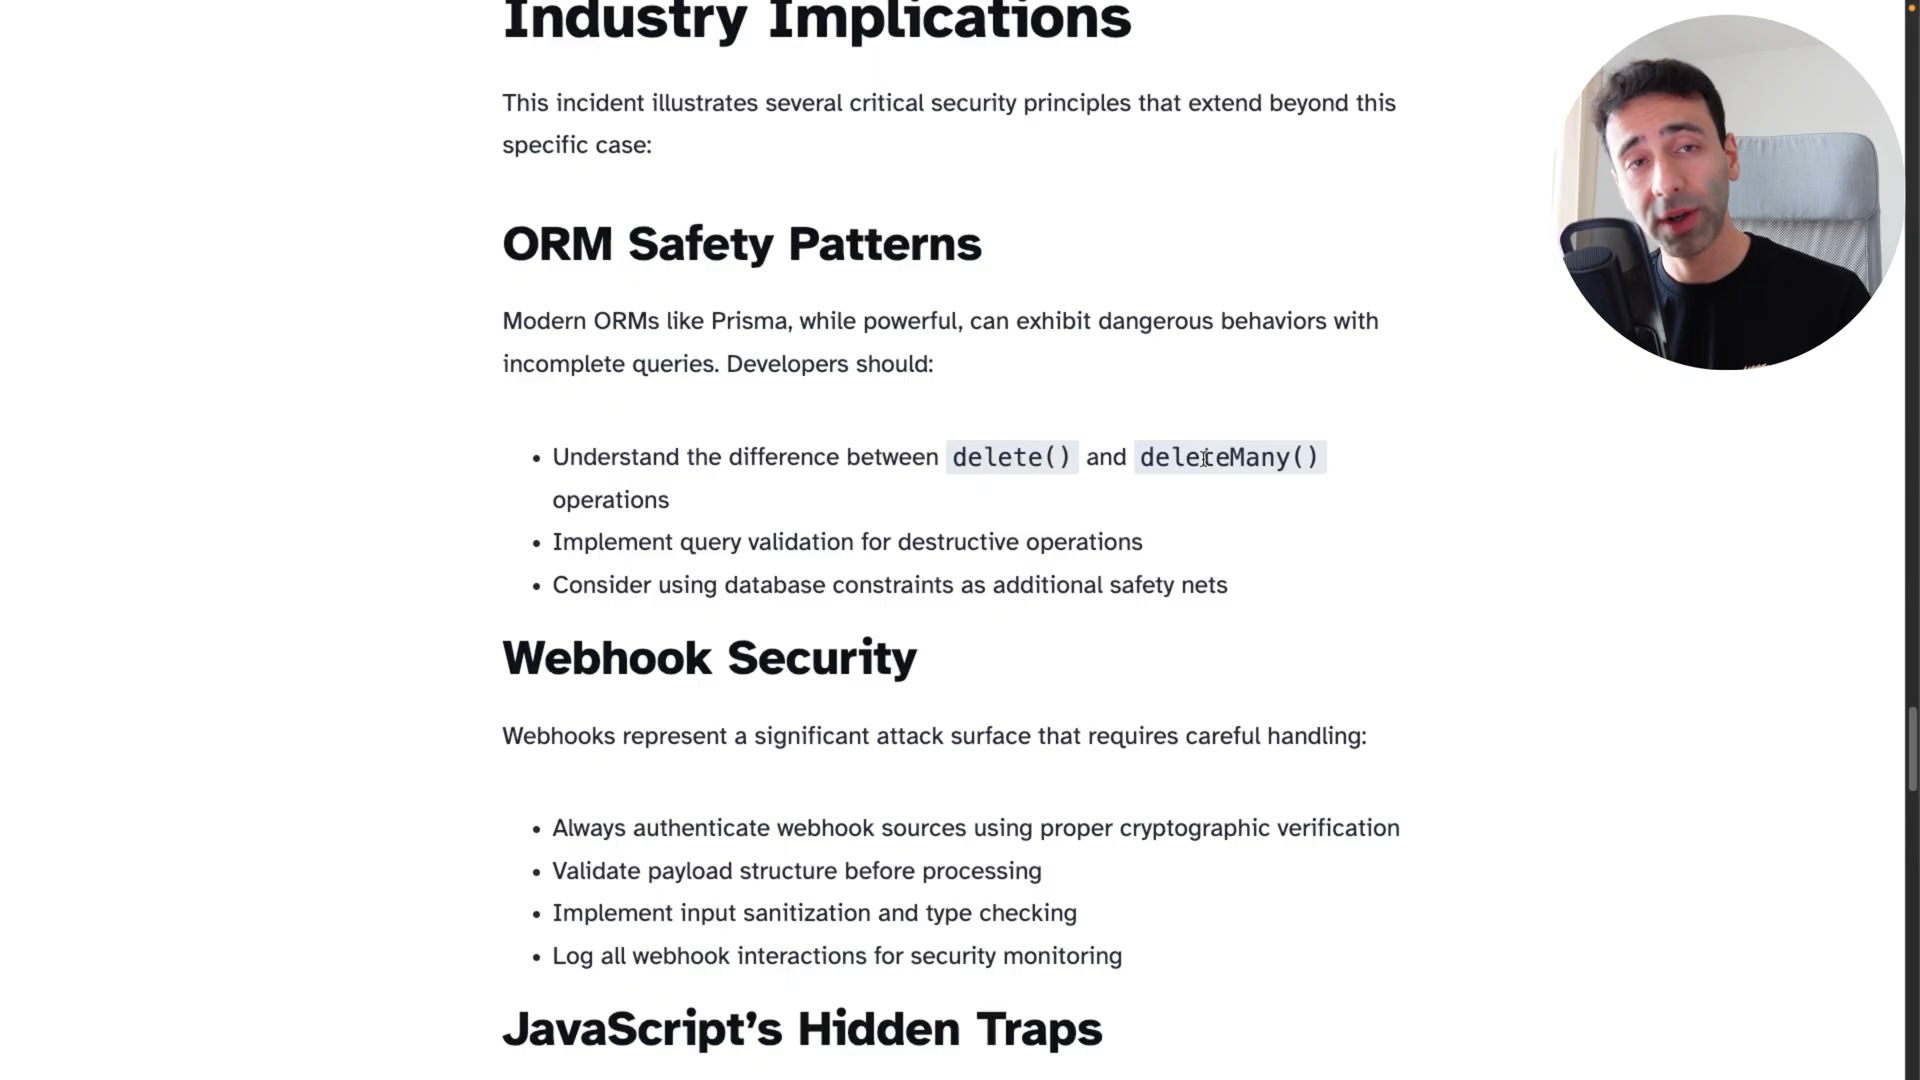 Industry Implications
This incident illustrates several critical security principles that extend beyond this
specific case:
ORM Safety Patterns
Modern ORMs like Prisma, while powerful, can exhibit dangerous behaviors with
incomplete queries. Developers should:
• Understand the difference between delete() and deleteMany()
operations
• Implement query validation for destructive operations
• Consider using database constraints as additional safety nets
Webhook Security
Webhooks represent a significant attack surface that requires careful handling:
• Always authenticate webhook sources using proper cryptographic verification
• Validate payload structure before processing
• Implement input sanitization and type checking
• Log all webhook interactions for security monitoring
JavaScript’s Hidden Traps